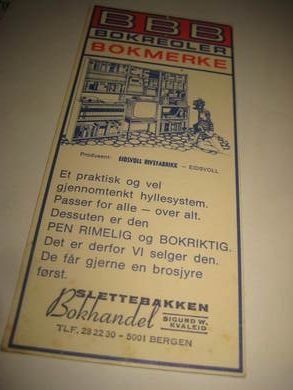 BBB
BOKREOLER
BOKMERKE
Produsent: EIDSVOLL RIVEFABRIKK – EIDSVOLL
Et praktisk og vel
gjennomtenkt hyllesystem.
Passer for alle — over alt.
Dessuten er den
PEN RIMELIG og BOKRIKTIG.
Det er derfor VI selger den.
De får gjerne en brosjyre
først.
SLETTEBAKKEN
Bokhandel SIGURD W. KVALEID
TLF. 28 22 30 – 5001 BERGEN